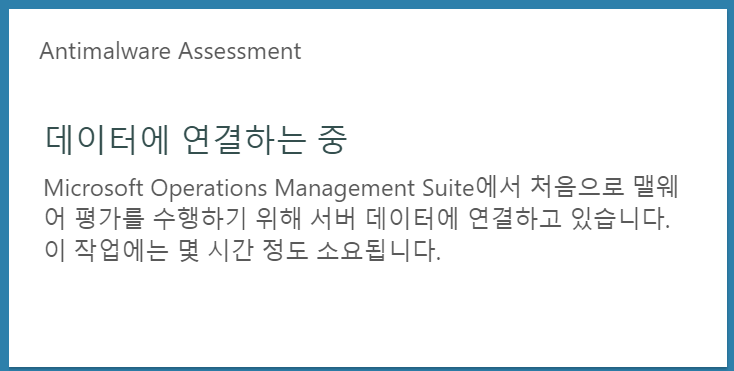 Antimalware Assessment
데이터에 연결하는 중
Microsoft Operations Management Suite에서 처음으로 맬웨
어 평가를 수행하기 위해 서버 데이터에 연결하고 있습니다.
이 작업에는 몇 시간 정도 소요됩니다.